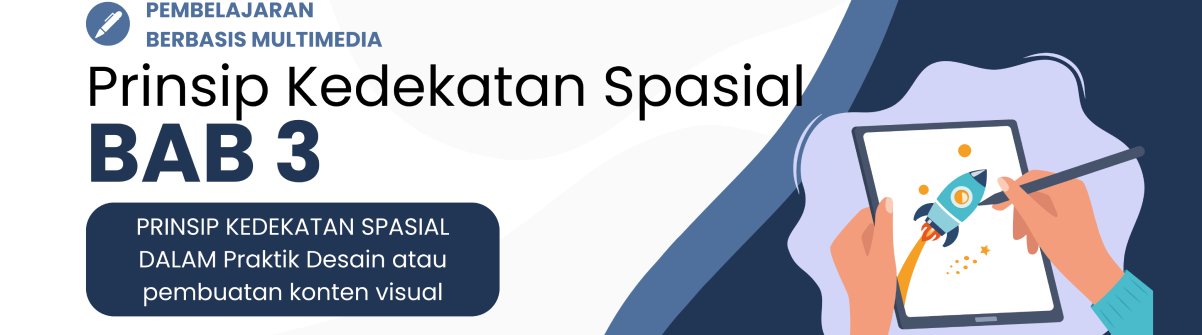 PEMBELAJARAN
BERBASIS MULTIMEDIA
Prinsip Kedekatan Spasial
BAB 3
PRINSIP KEDEKATAN SPASIAL
DALAM Praktik Desain atau
pembuatan konten visual